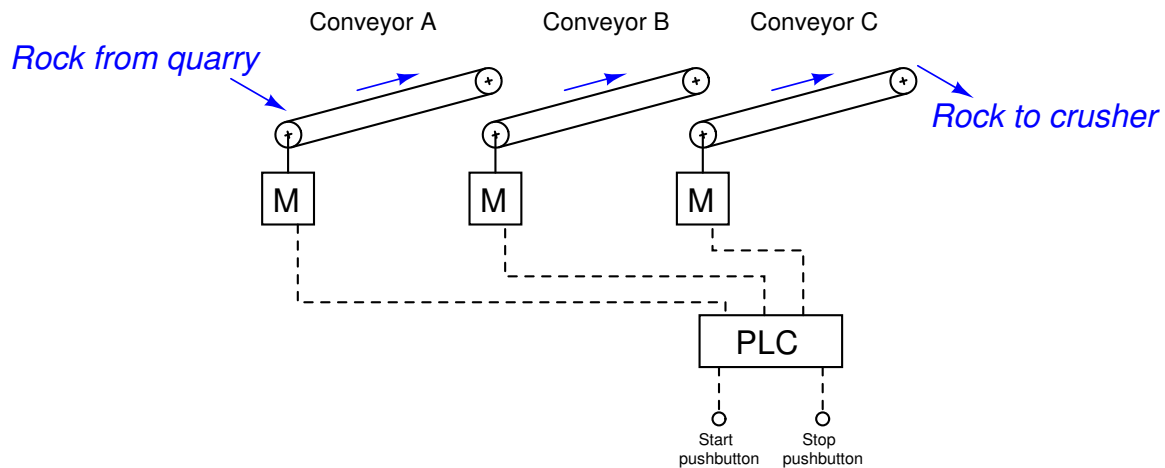 Conveyor A
Conveyor B
Conveyor C
Rock from quarry
Rock to crusher
M
M
M
PLC
Start
pushbutton
Stop
pushbutton